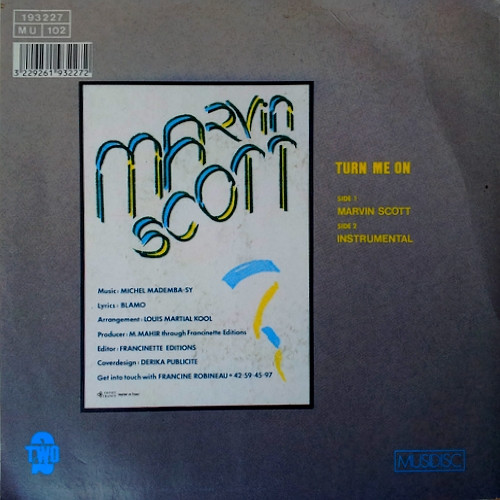 193227
MU 102
3 229261 932272
MARVIN
SCOTT
TURN ME ON
SIDE 1
MARVIN SCOTT
SIDE 2
INSTRUMENTAL
Music: MICHEL MADEMBA-SY
Lyrics: BLAMO
Arrangement: LOUIS MARTIAL KOOL
Producer: M. MAHIR through Francinette Editions
Editor: FRANCINETTE EDITIONS
Coverdesign: DERIKA PUBLICITE
Get into touch with FRANCINE ROBINEAU = 42-59-45-97
2
TWO
MUSIDISC